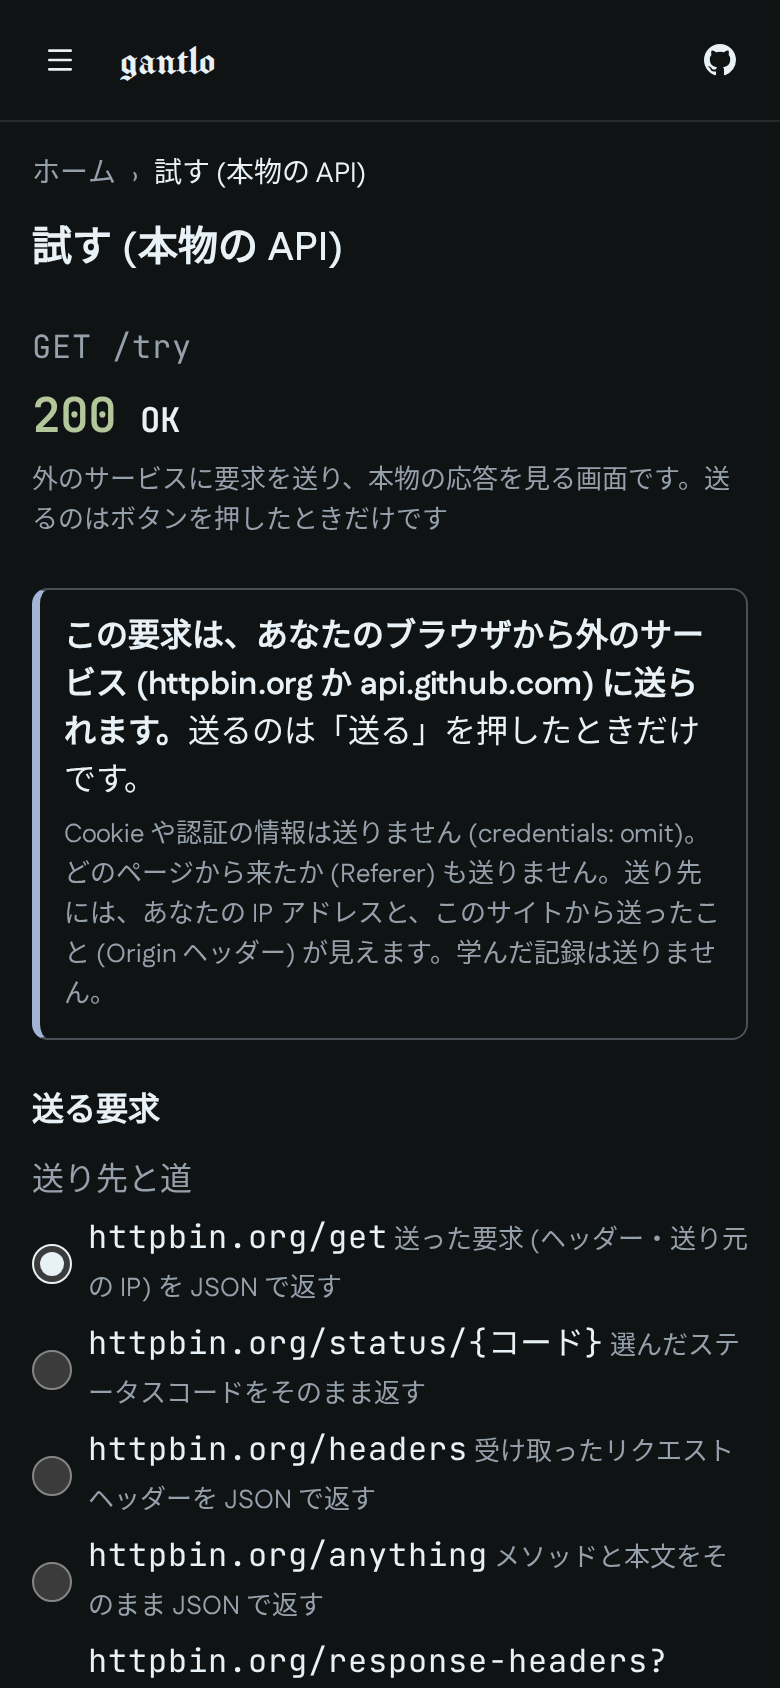 gantlo
ホーム › 試す (本物の API)
試す (本物の API)
GET /try
200 OK
外のサービスに要求を送り、本物の応答を見る画面です。送
るのはボタンを押したときだけです
この要求は、あなたのブラウザから外のサー
ビス (httpbin.org か api.github.com) に送ら
れます。送るのは「送る」を押したときだけ
です。
Cookie や認証の情報は送りません (credentials: omit)。
どのページから来たか (Referer) も送りません。送り先
には、あなたの IP アドレスと、このサイトから送ったこ
と (Origin ヘッダー) が見えます。学んだ記録は送りませ
ん。
送る要求
送り先と道
httpbin.org/get 送った要求 (ヘッダー・送り元
の IP) を JSON で返す
httpbin.org/status/{コード} 選んだステ
ータスコードをそのまま返す
httpbin.org/headers 受け取ったリクエスト
ヘッダーを JSON で返す
httpbin.org/anything メソッドと本文をそ
のまま JSON で返す
httpbin.org/response-headers?